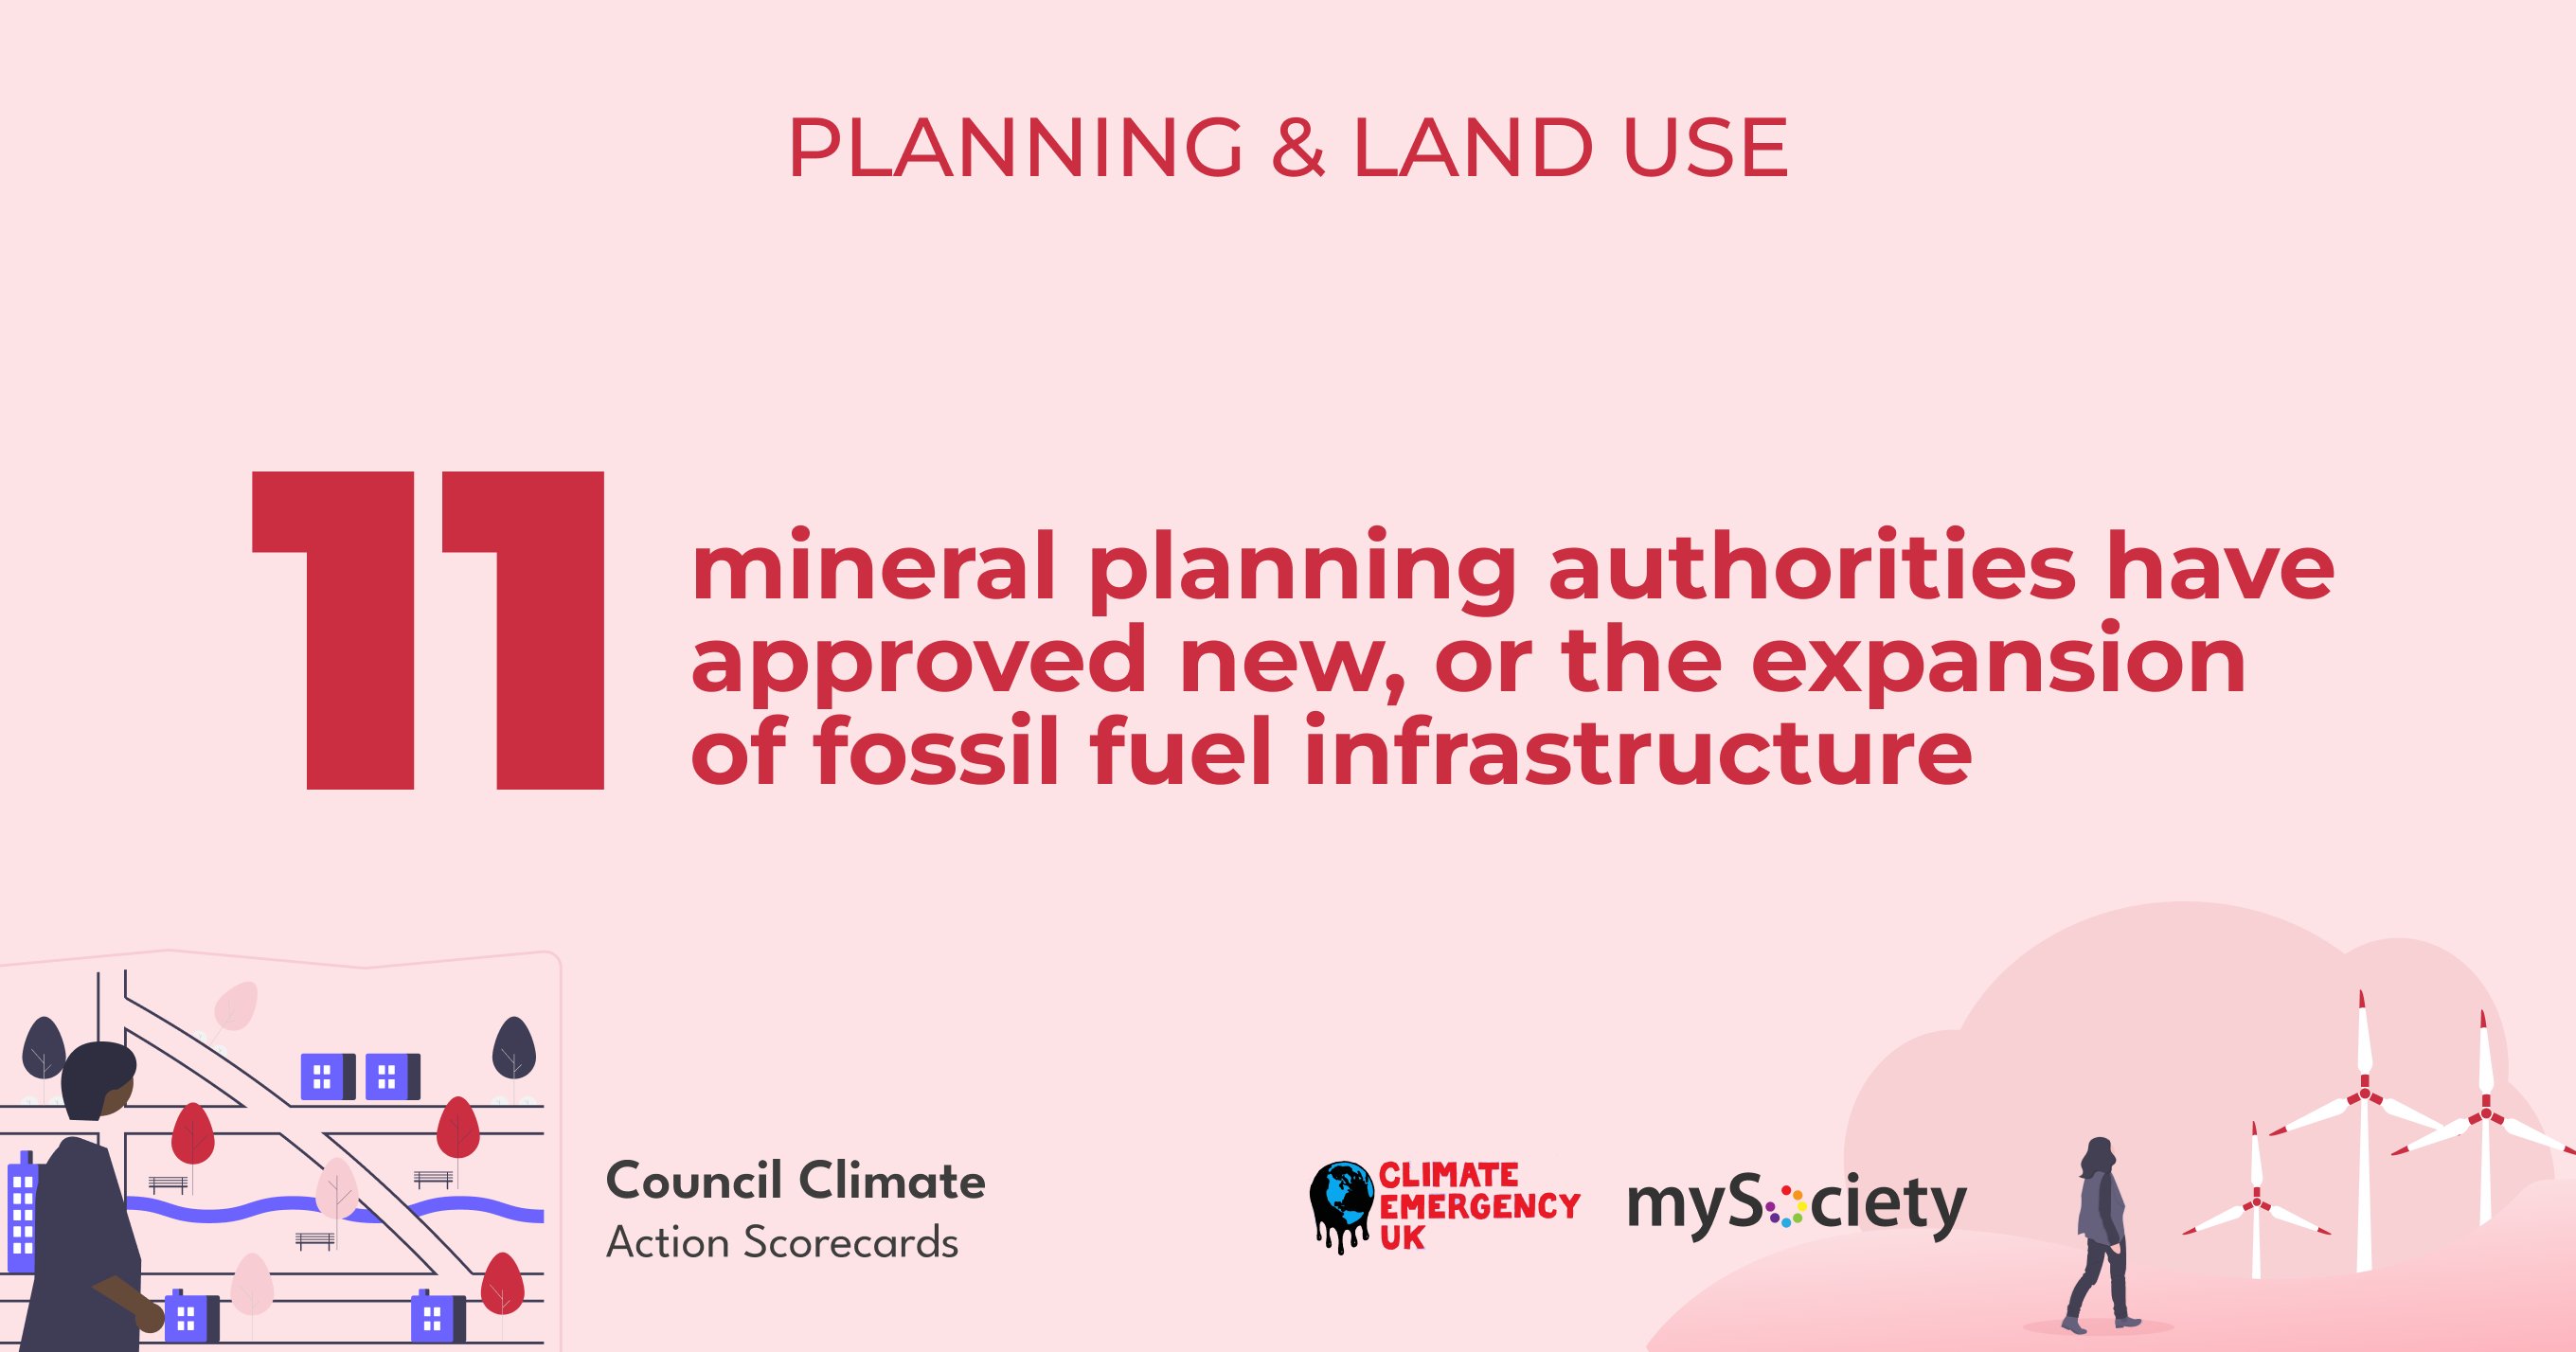 PLANNING & LAND USE
11
mineral planning authorities have
approved new, or the expansion
of fossil fuel infrastructure
Council Climate
Action Scorecards
CLIMATE
EMERGENCY
UK
mySociety